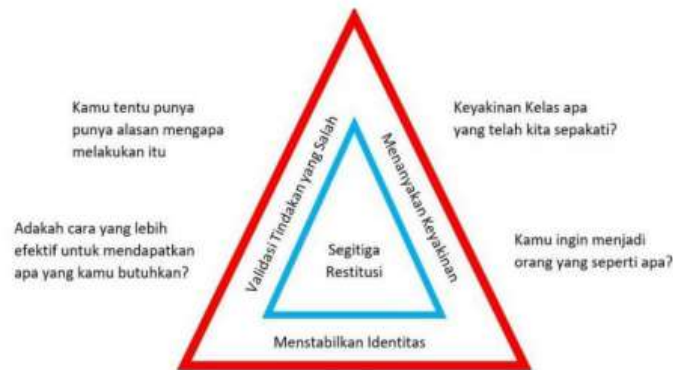 Kamu tentu punya
punya alasan mengapa
melakukan itu
Adakah cara yang lebih
efektif untuk mendapatkan
apa yang kamu butuhkan?
Validasi Tindakan yang Salah
Menanyakan Keyakinan
Segitiga
Restitusi
Menstabilkan Identitas
Keyakinan Kelas apa
yang telah kita sepakati?
Kamu ingin menjadi
orang yang seperti apa?